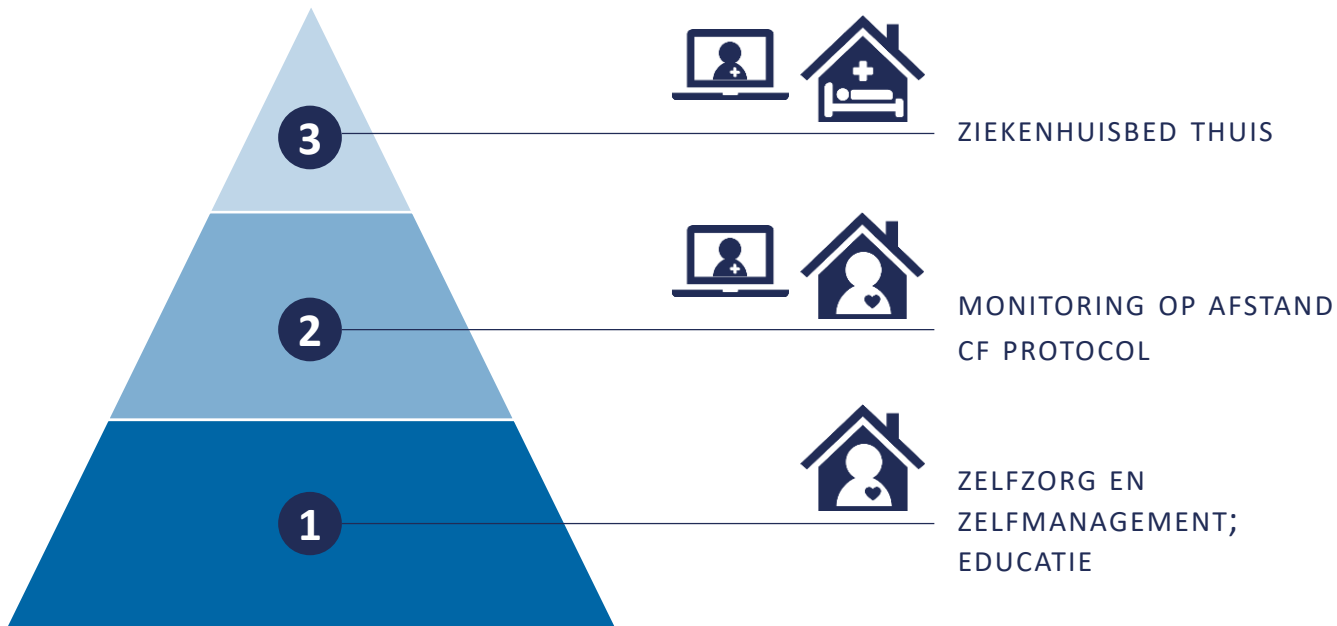 3
ZIEKENHUISBED THUIS
2
MONITORING OP AFSTAND
CF PROTOCOL
1
ZELFZORG EN
ZELFMANAGEMENT;
EDUCATIE